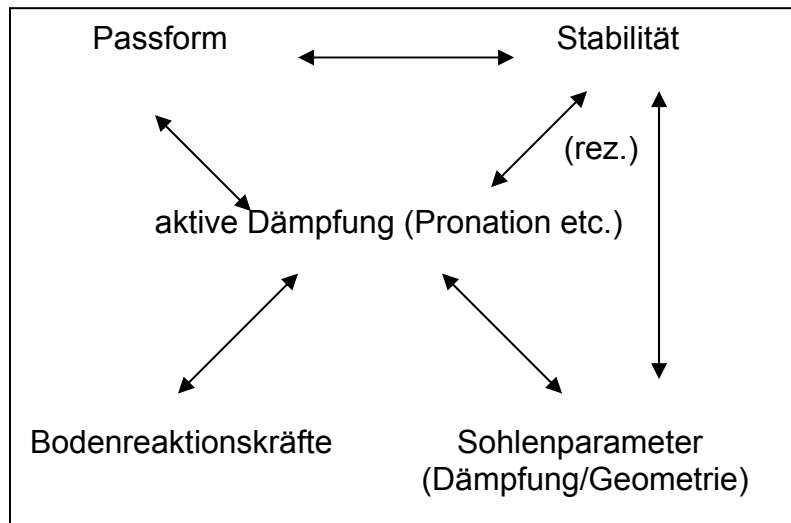 Passform
Stabilität
(rez.)
aktive Dämpfung (Pronation etc.)
Bodenreaktionskräfte
Sohlenparameter
(Dämpfung/Geometrie)